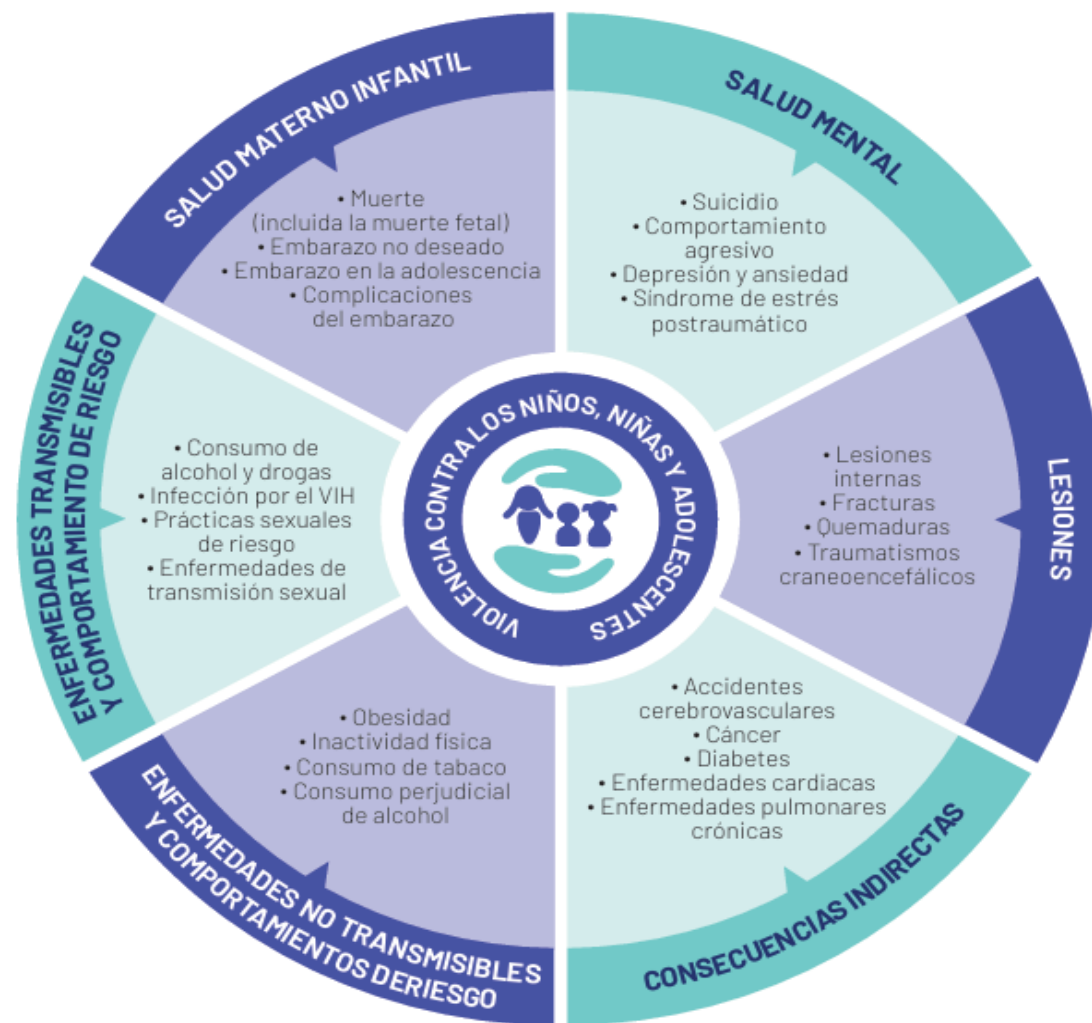 SALUD MATERNO INFANTIL
• Muerte
(incluida la muerte fetal)
• Embarazo no deseado
• Embarazo en la adolescencia
• Complicaciones
del embarazo
SALUD MENTAL
• Suicidio
• Comportamiento
agresivo
• Depresión y ansiedad
• Síndrome de estrés
postraumático
LESIONES
• Lesiones
internas
• Fracturas
• Quemaduras
• Traumatismos
craneoencefálicos
CONSECUENCIAS INDIRECTAS
• Accidentes
cerebrovasculares
• Cáncer
• Diabetes
• Enfermedades cardiacas
• Enfermedades pulmonares
crónicas
ENFERMEDADES NO TRANSMISIBLES
Y COMPORTAMIENTOS DERIESGO
• Obesidad
• Inactividad física
• Consumo de tabaco
• Consumo perjudicial
de alcohol
ENFERMEDADES TRANSMISIBLES
Y COMPORTAMIENTO DE RIESGO
• Consumo de
alcohol y drogas
• Infección por el VIH
• Prácticas sexuales
de riesgo
• Enfermedades de
transmisión sexual
VIOLENCIA CONTRA LOS NIÑOS, NIÑAS Y ADOLESCENTES